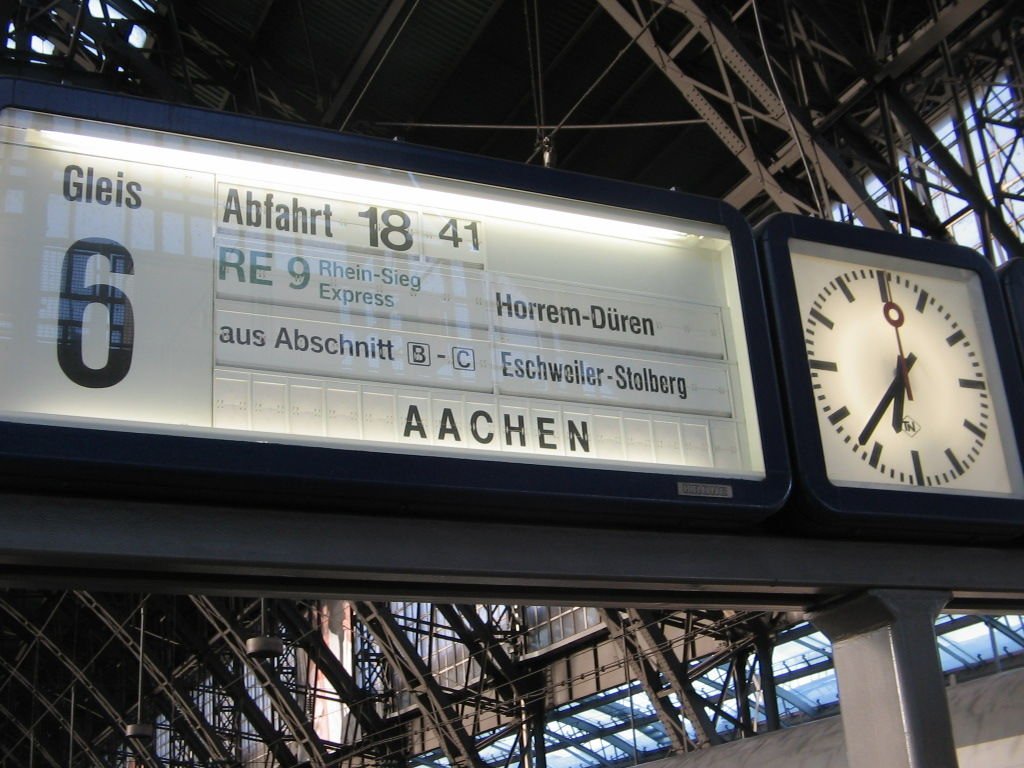 Gleis
6
Abfahrt 18 41
RE 9 Rhein-Sieg
Express
aus Abschnitt B - C
Horrem-Düren
Eschweiler-Stolberg
AACHEN